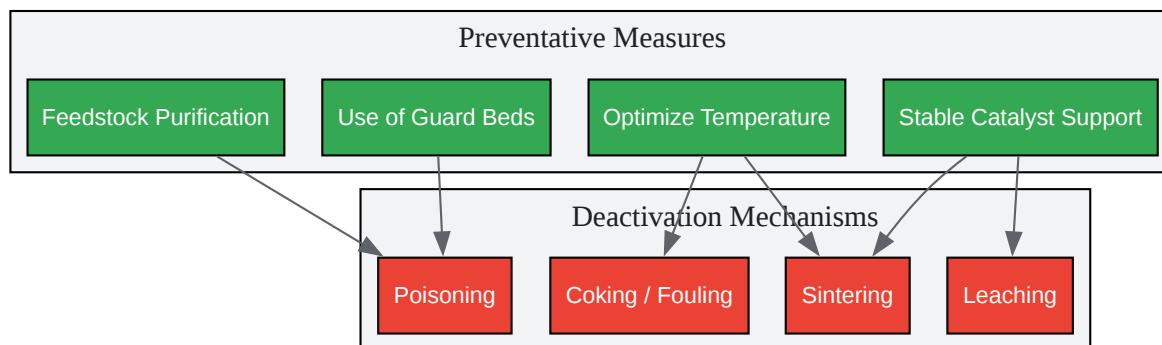 Preventative Measures
Feedstock Purification
Use of Guard Beds
Optimize Temperature
Stable Catalyst Support
Deactivation Mechanisms
Poisoning
Coking / Fouling
Sintering
Leaching